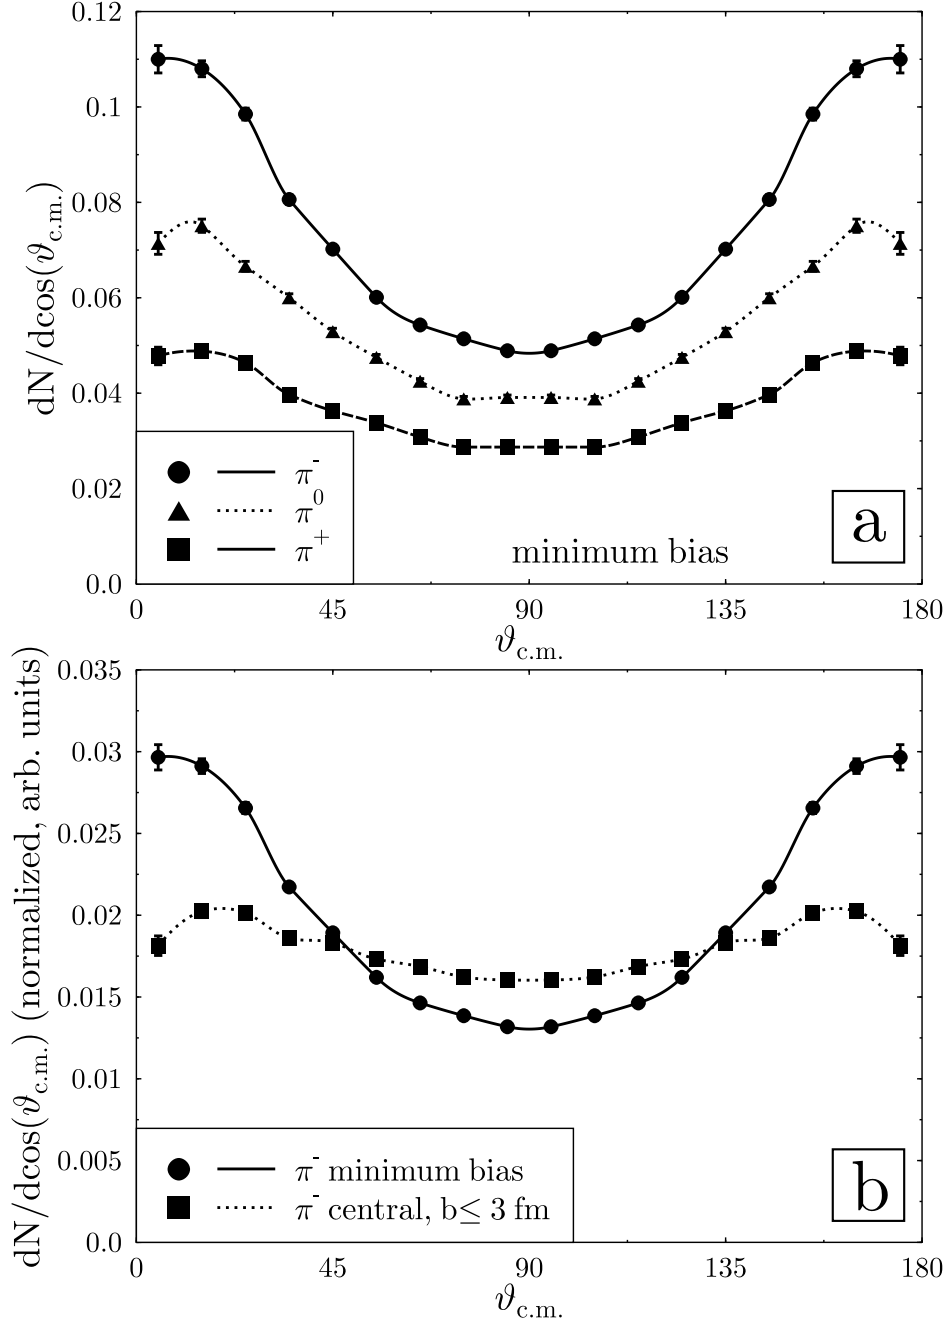 0.12
0.1
0.08
0.06
0.04
0.02
0.0
dN/dcos(ϑc.m.)
π-
π0
π+
minimum bias
a
0 45 90 135 180
ϑc.m.
0.035
0.03
0.025
0.02
0.015
0.01
0.005
0.0
dN/dcos(ϑc.m.) (normalized, arb. units)
π- minimum bias
π- central, b≤ 3 fm
b
0 45 90 135 180
ϑc.m.